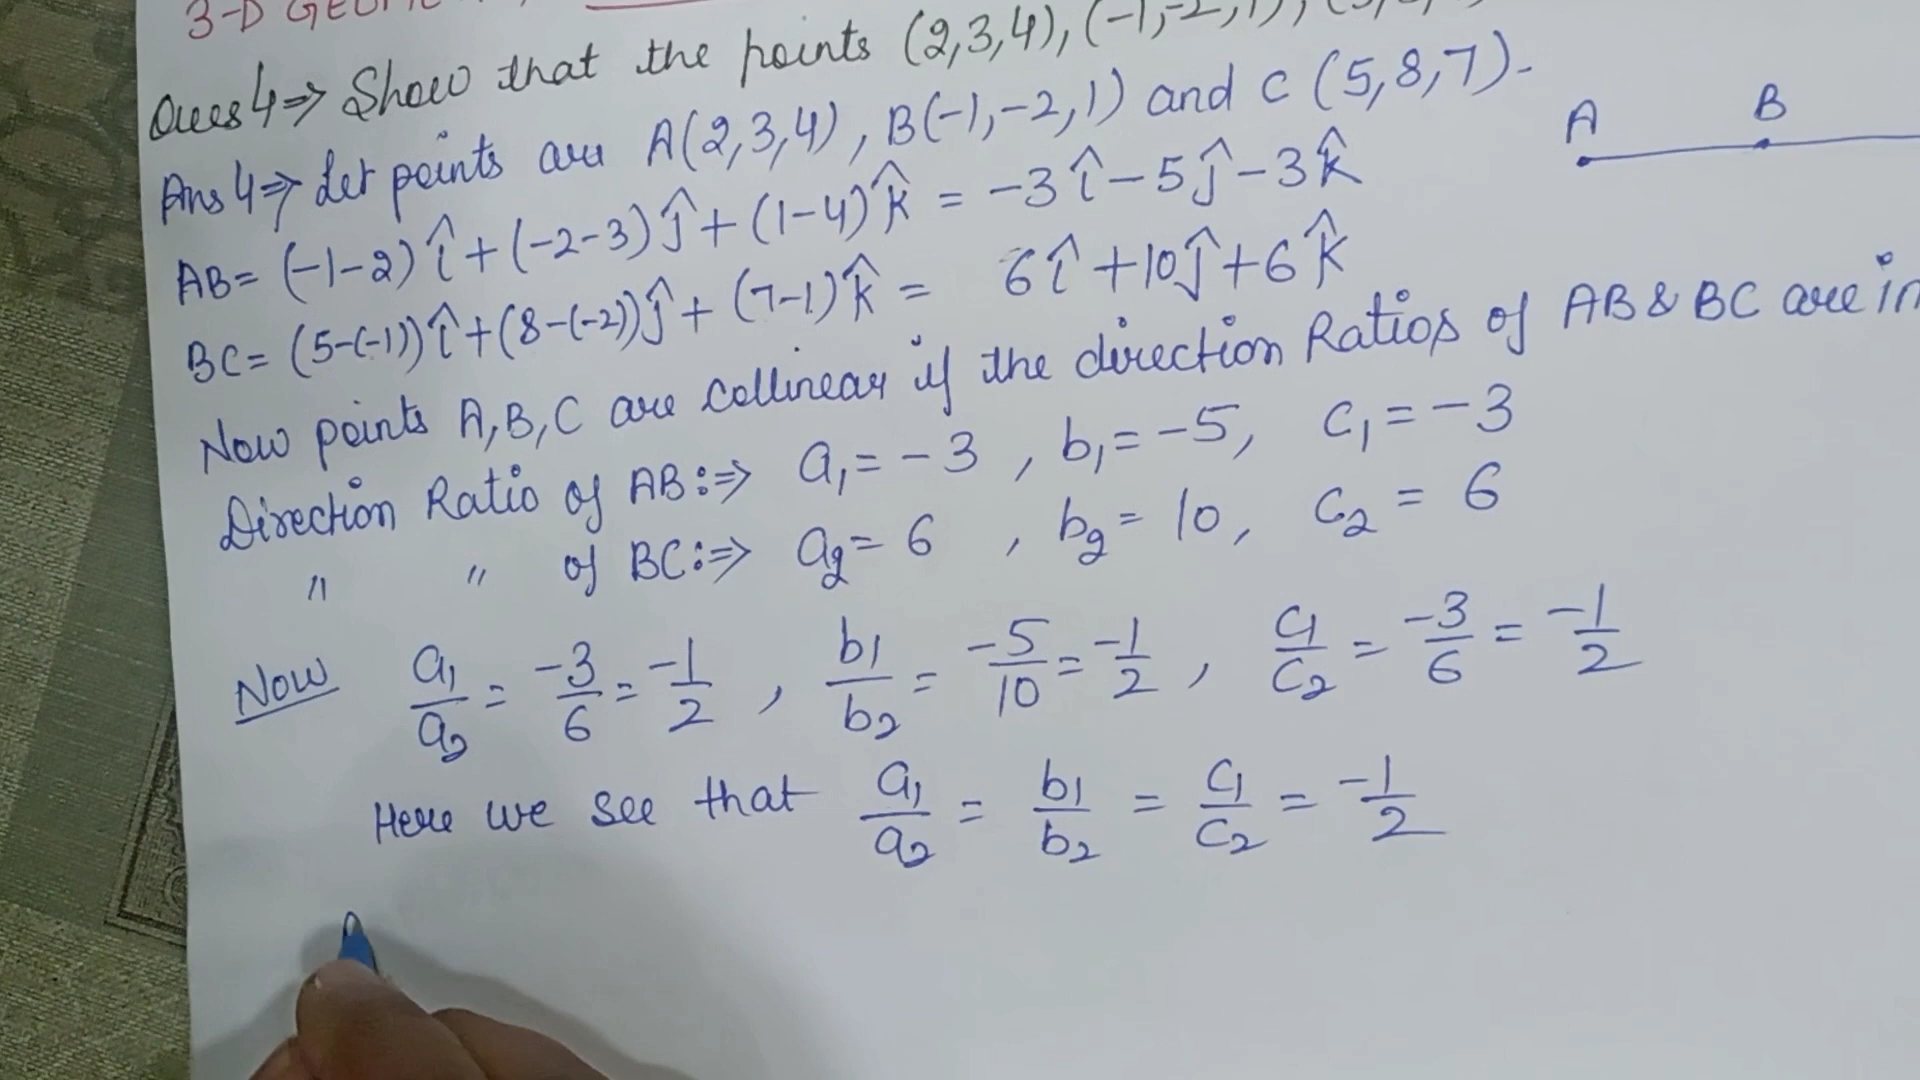 3-D
Ques 4⇒ Show that the points (2,3,4), (-1,-2,1),
Ans 4⇒ Let points are A(2,3,4), B(-1,-2,1) and C (5,8,7).
A B
AB= (-1-2)î+(-2-3)ĵ+(1-4)k̂ = -3î-5ĵ-3k̂
BC= (5-(-1))î+(8-(-2))ĵ+(7-1)k̂ = 6î+10ĵ+6k̂
Now points A,B,C are collinear if the direction Ratios of AB & BC are in
Direction Ratio of AB:⇒ a₁=-3, b₁=-5, c₁=-3
" " of BC:⇒ a₂=6, b₂=10, c₂=6
Now a₁/a₂ = -3/6 = -1/2, b₁/b₂ = -5/10 = -1/2, c₁/c₂ = -3/6 = -1/2
Here we see that a₁/a₂ = b₁/b₂ = c₁/c₂ = -1/2